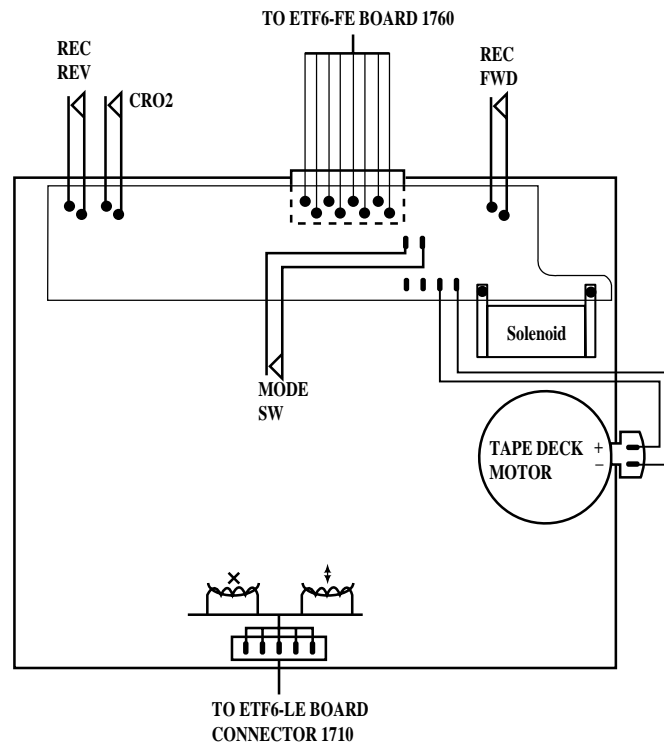 TO ETF6-FE BOARD 1760
REC
REV
CRO2
REC
FWD
Solenoid
MODE
SW
TAPE DECK
MOTOR
+
−
TO ETF6-LE BOARD
CONNECTOR 1710